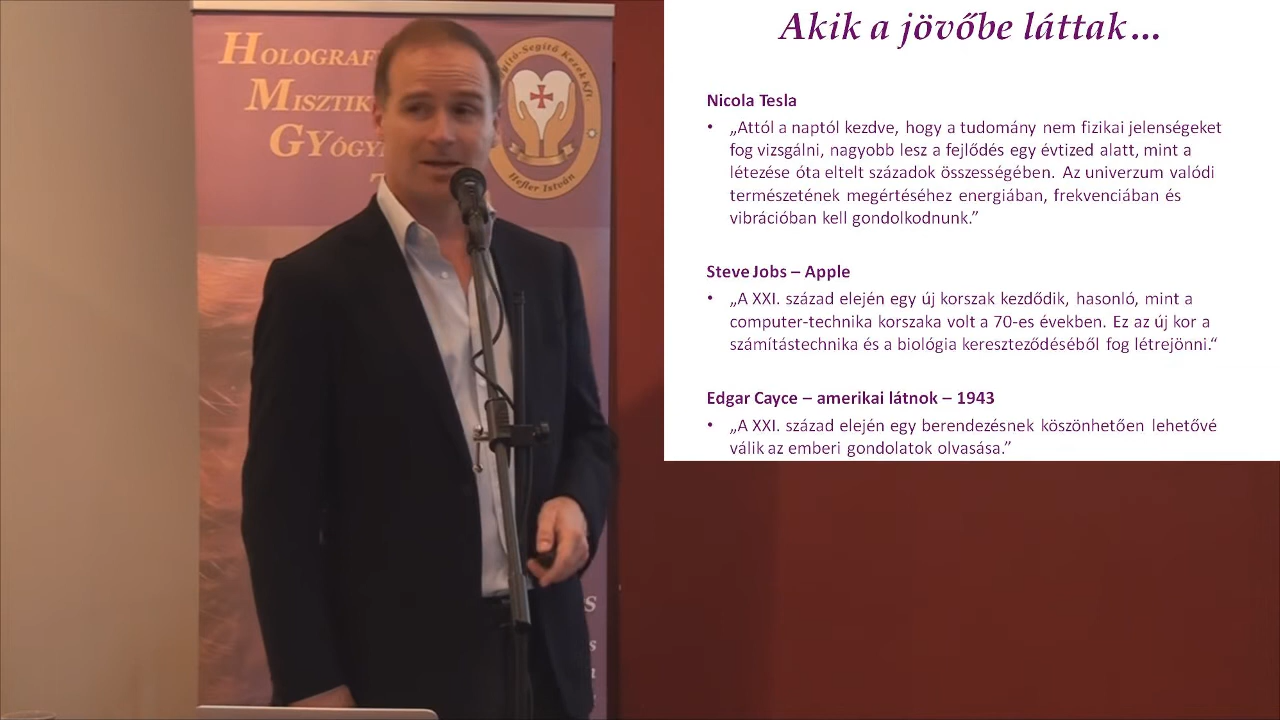 HOLOGRAF
MISZTIK
GYÓGY
Segítő Kezek Kft.
Hefler István
Akik a jövőbe láttak...
Nicola Tesla
• „Attól a naptól kezdve, hogy a tudomány nem fizikai jelenségeket
fog vizsgálni, nagyobb lesz a fejlődés egy évtized alatt, mint a
létezése óta eltelt századok összességében. Az univerzum valódi
természetének megértéséhez energiában, frekvenciában és
vibrációban kell gondolkodnunk.”
Steve Jobs – Apple
• „A XXI. század elején egy új korszak kezdődik, hasonló, mint a
computer-technika korszaka volt a 70-es években. Ez az új kor a
számítástechnika és a biológia kereszteződéséből fog létrejönni.“
Edgar Cayce – amerikai látnok – 1943
• „A XXI. század elején egy berendezésnek köszönhetően lehetővé
válik az emberi gondolatok olvasása.”